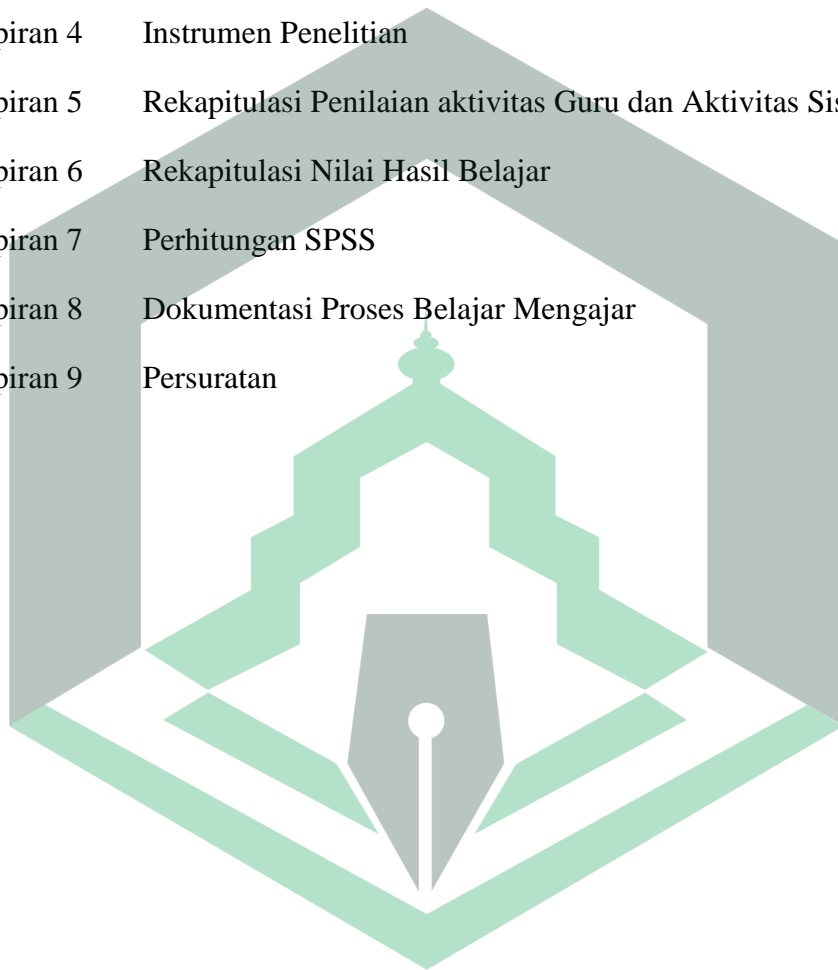 piran 4 Instrumen Penelitian
piran 5 Rekapitulasi Penilaian aktivitas Guru dan Aktivitas Sis
piran 6 Rekapitulasi Nilai Hasil Belajar
piran 7 Perhitungan SPSS
piran 8 Dokumentasi Proses Belajar Mengajar
piran 9 Persuratan